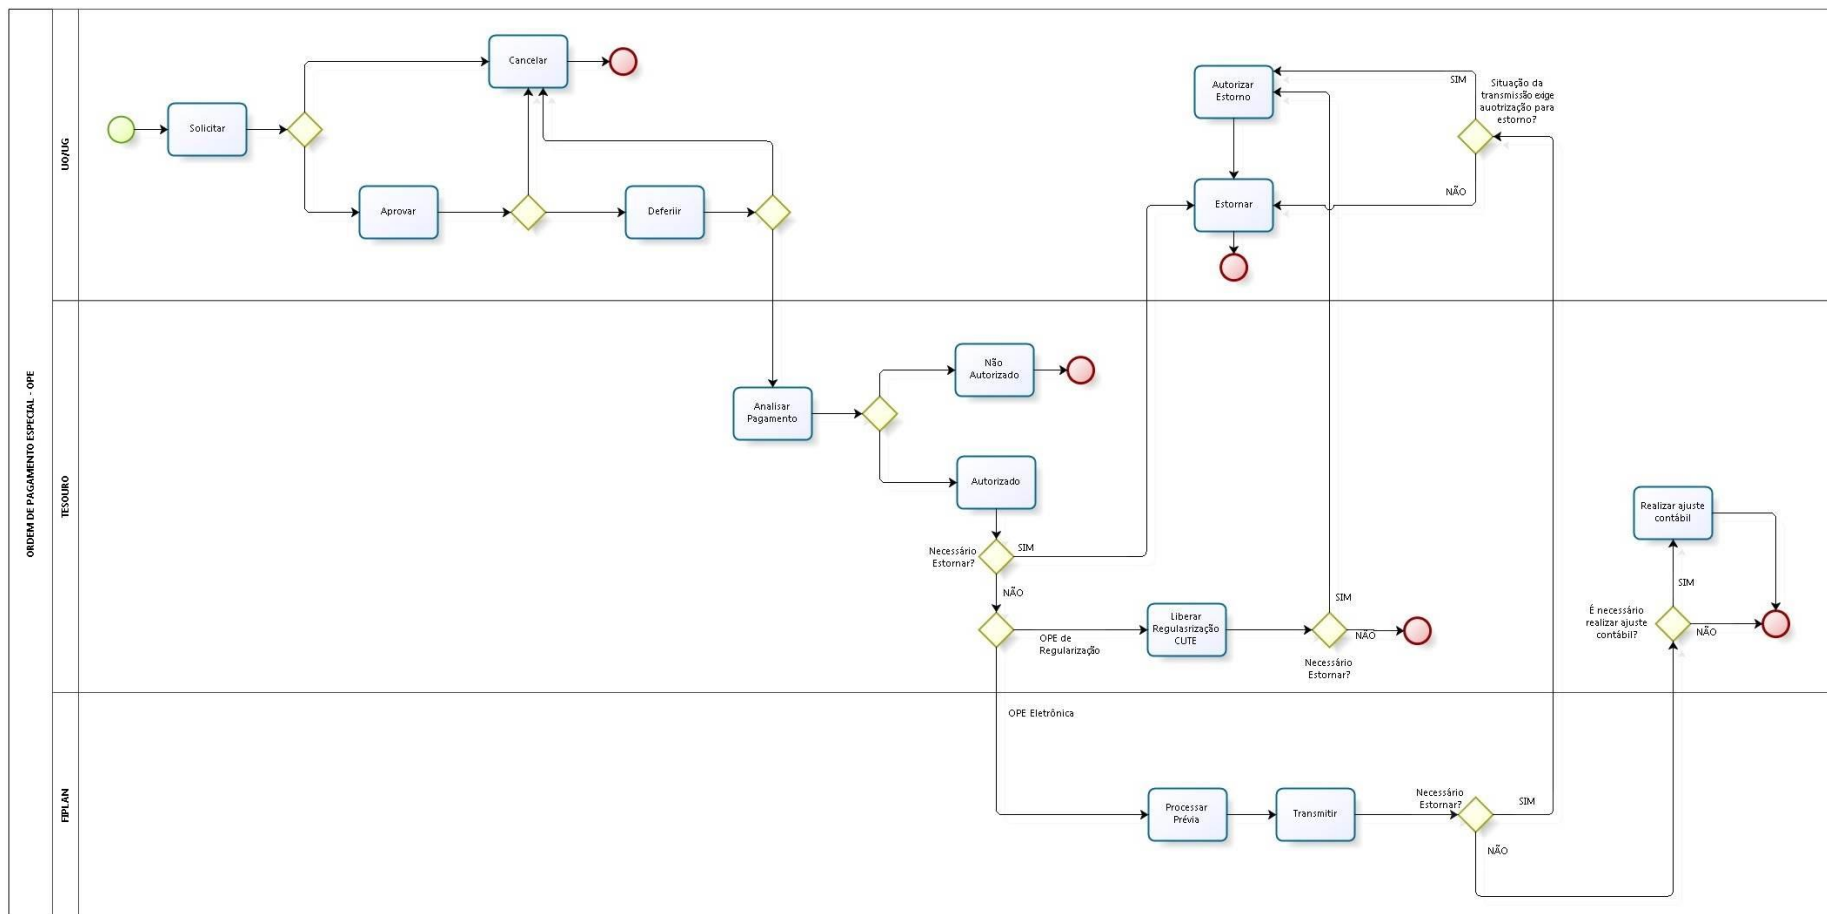 ORDEM DE PAGAMENTO ESPECIAL - OPE
UO/UG
Solicitar
Cancelar
Aprovar
Deferiir
Autorizar
Estorno
Estornar
SIM
Situação da
transmissão exige
auotrização para
estorno?
NÃO
TESOURO
Analisar
Pagamento
Não
Autorizado
Autorizado
Necessário
Estornar?
SIM
NÃO
OPE de
Regularização
Liberar
Regulasrização
CUTE
SIM
NÃO
Necessário
Estornar?
Realizar ajuste
contábil
SIM
É necessário
realizar ajuste
contábil?
NÃO
FIPLAN
OPE Eletrônica
Processar
Prévia
Transmitir
Necessário
Estornar?
SIM
NÃO